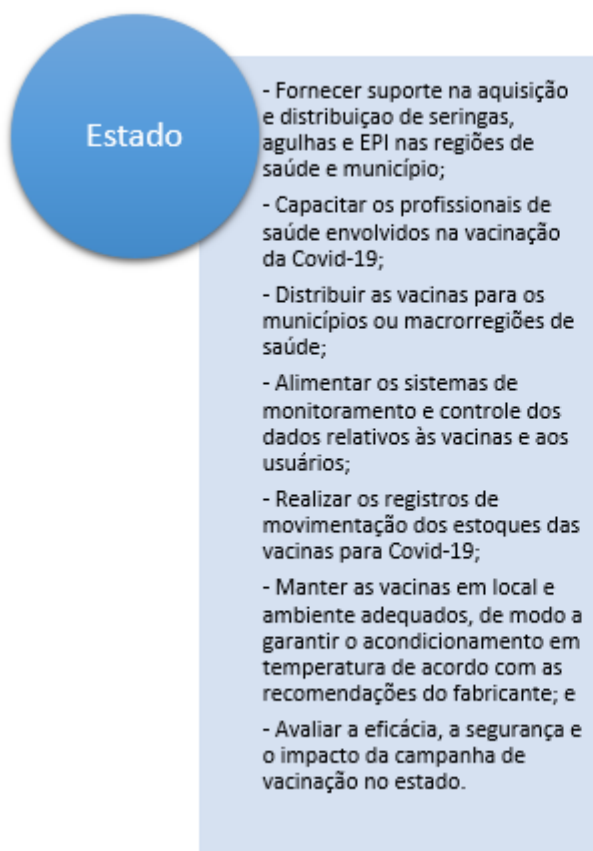 Estado
- Fornecer suporte na aquisição
e distribuiçao de seringas,
agulhas e EPI nas regiões de
saúde e município;
- Capacitar os profissionais de
saúde envolvidos na vacinação
da Covid-19;
- Distribuir as vacinas para os
municípios ou macrorregiões de
saúde;
- Alimentar os sistemas de
monitoramento e controle dos
dados relativos às vacinas e aos
usuários;
- Realizar os registros de
movimentação dos estoques das
vacinas para Covid-19;
- Manter as vacinas em local e
ambiente adequados, de modo a
garantir o acondicionamento em
temperatura de acordo com as
recomendações do fabricante; e
- Avaliar a eficácia, a segurança e
o impacto da campanha de
vacinação no estado.